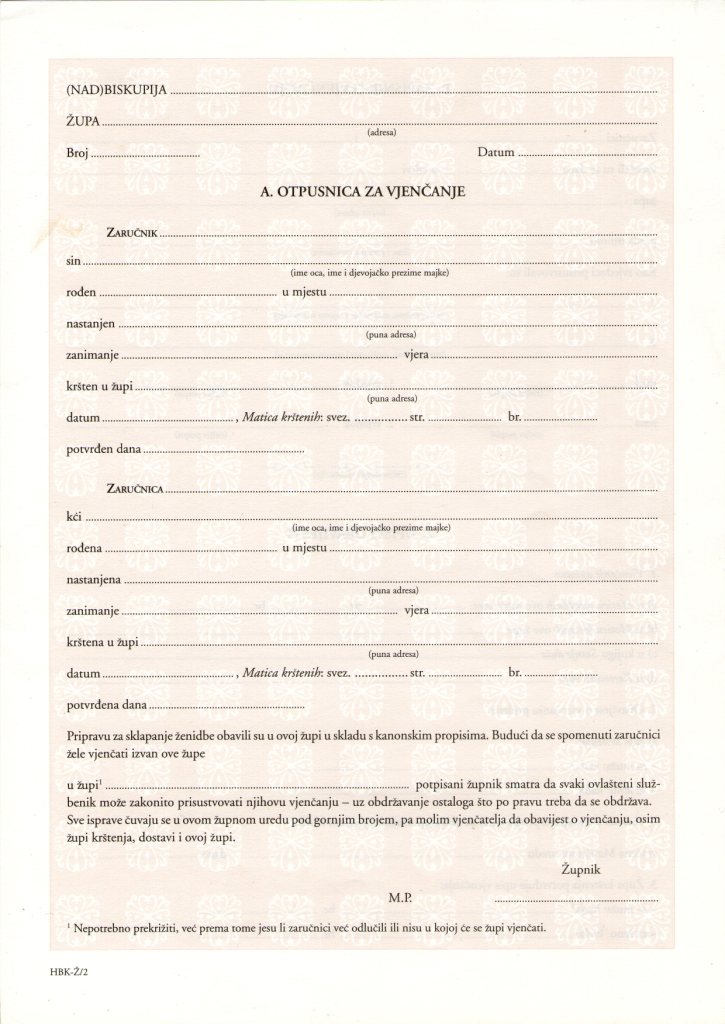 (NAD)BISKUPIJA
ŽUPA
(adresa)
Broj Datum
A. OTPUSNICA ZA VJENČANJE
ZARUČNIK
sin
(ime oca, ime i djevojačko prezime majke)
rođen u mjestu
nastanjen
(puna adresa)
zanimanje vjera
kršten u župi
(puna adresa)
datum , Matica krštenih: svez. str. br.
potvrđen dana
ZARUČNICA
kći
(ime oca, ime i djevojačko prezime majke)
rođena u mjestu
nastanjena
(puna adresa)
zanimanje vjera
krštena u župi
(puna adresa)
datum , Matica krštenih: svez. str. br.
potvrđena dana
Pripravu za sklapanje ženidbe obavili su u ovoj župi u skladu s kanonskim propisima. Budući da se spomenuti zaručnici
žele vjenčati izvan ove župe
u župi¹ potpisani župnik smatra da svaki ovlašteni služ-
benik može zakonito prisustvovati njihovu vjenčanju – uz obdržavanje ostaloga što po pravu treba da se obdržava.
Sve isprave čuvaju se u ovom župnom uredu pod gornjim brojem, pa molim vjenčatelja da obavijest o vjenčanju, osim
župi krštenja, dostavi i ovoj župi.
Župnik
M.P.
¹ Nepotrebno prekrižiti, već prema tome jesu li zaručnici već odlučili ili nisu u kojoj će se župi vjenčati.
HBK-Ž/2